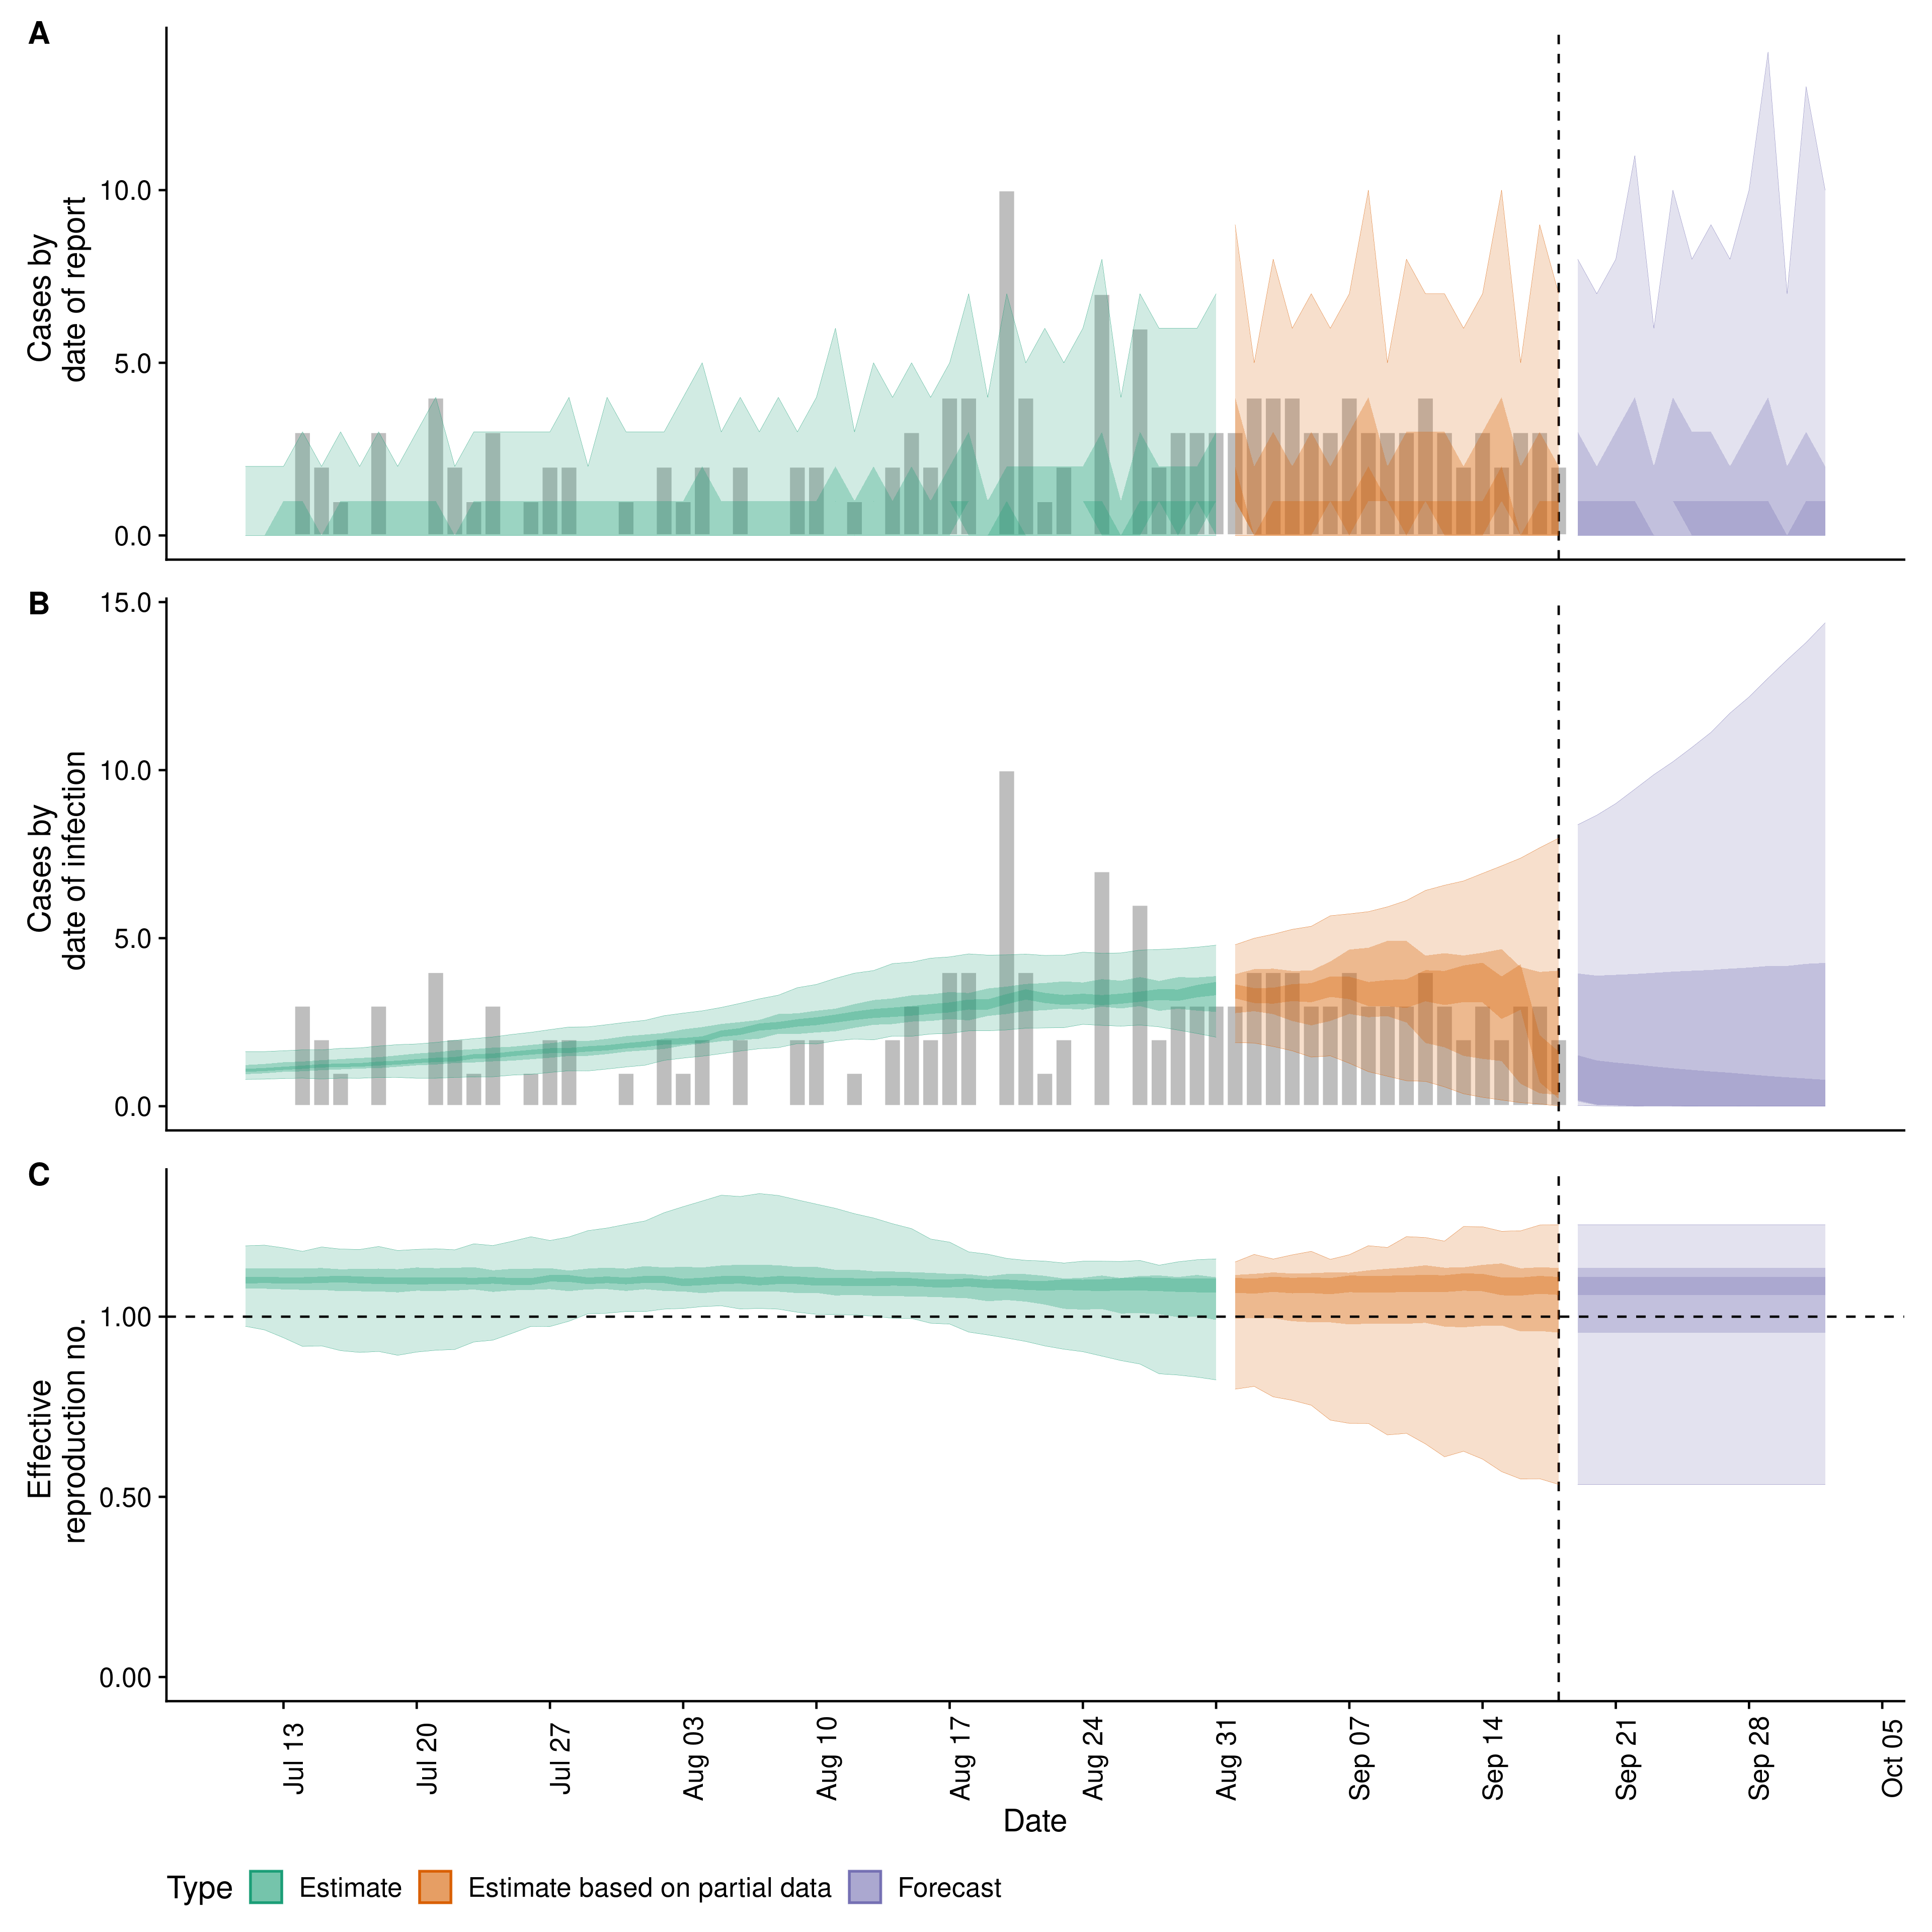 A
Cases by
date of report
10.0
5.0
0.0
B
Cases by
date of infection
15.0
10.0
5.0
0.0
C
Effective
reproduction no.
1.00
0.50
0.00
Jul 13
Jul 20
Jul 27
Aug 03
Aug 10
Aug 17
Aug 24
Aug 31
Sep 07
Sep 14
Sep 21
Sep 28
Oct 05
Date
Type Estimate Estimate based on partial data Forecast